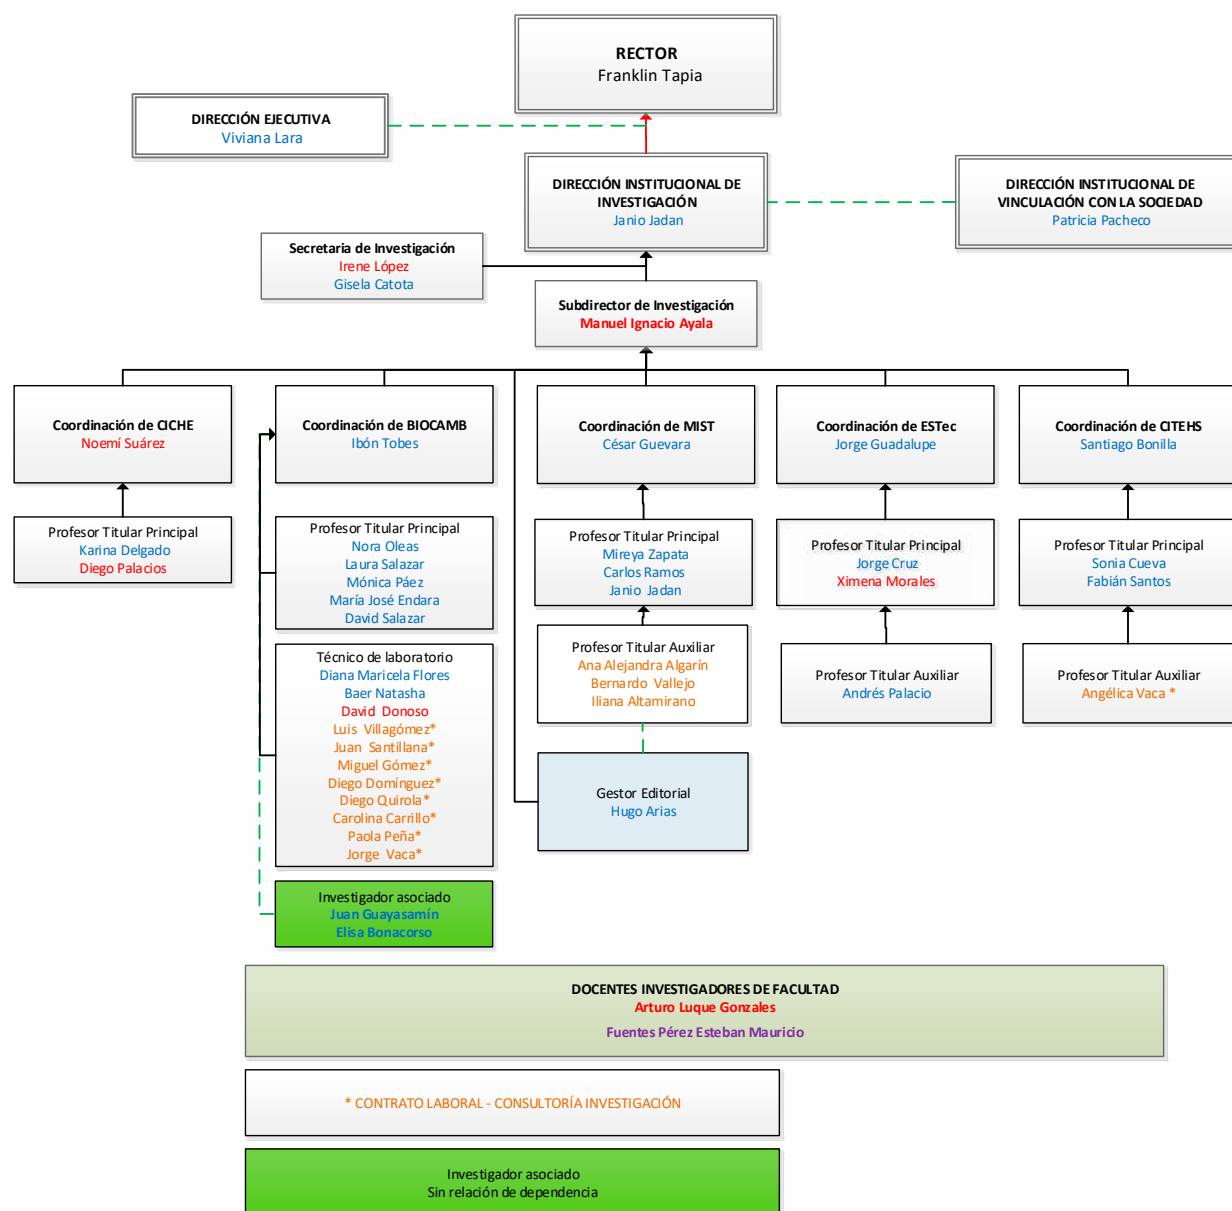 RECTOR
Franklin Tapia
DIRECCIÓN EJECUTIVA
Viviana Lara
DIRECCIÓN INSTITUCIONAL DE
INVESTIGACIÓN
Janio Jadan
DIRECCIÓN INSTITUCIONAL DE
VINCULACIÓN CON LA SOCIEDAD
Patricia Pacheco
Secretaria de Investigación
Irene López
Gisela Catota
Subdirector de Investigación
Manuel Ignacio Ayala
Coordinación de CICHE
Noemí Suárez
Coordinación de BIOCAMB
Ibón Tobes
Coordinación de MIST
César Guevara
Coordinación de ESTec
Jorge Guadalupe
Coordinación de CITEHS
Santiago Bonilla
Profesor Titular Principal
Karina Delgado
Diego Palacios
Profesor Titular Principal
Nora Oleas
Laura Salazar
Mónica Páez
María José Endara
David Salazar
Profesor Titular Principal
Mireya Zapata
Carlos Ramos
Janio Jadan
Profesor Titular Principal
Jorge Cruz
Ximena Morales
Profesor Titular Principal
Sonia Cueva
Fabián Santos
Técnico de laboratorio
Diana Maricela Flores
Baer Natasha
David Donoso
Luis Villagómez*
Juan Santillana*
Miguel Gómez*
Diego Domínguez*
Diego Quirola*
Carolina Carrillo*
Paola Peña*
Jorge Vaca*
Profesor Titular Auxiliar
Ana Alejandra Algarín
Bernardo Vallejo
Iliana Altamirano
Profesor Titular Auxiliar
Andrés Palacio
Profesor Titular Auxiliar
Angélica Vaca *
Gestor Editorial
Hugo Arias
Investigador asociado
Juan Guayasamín
Elisa Bonacorso
DOCENTES INVESTIGADORES DE FACULTAD
Arturo Luque Gonzales
Fuentes Pérez Esteban Mauricio
* CONTRATO LABORAL - CONSULTORÍA INVESTIGACIÓN
Investigador asociado
Sin relación de dependencia